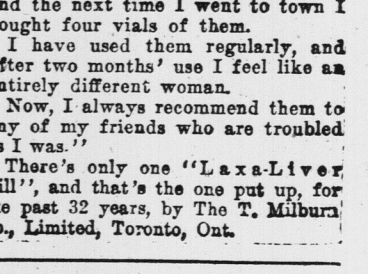 nd the next time I went to town I
ought four vials of them.
I have used them regularly, and
fter two months' use I feel like an
ntirely different woman.
Now, I always recommend them to
ny of my friends who are troubled
s I was."
There's only one "Laxa-Liver
ill", and that's the one put up, for
e past 32 years, by The T. Milburn
o., Limited, Toronto, Ont.